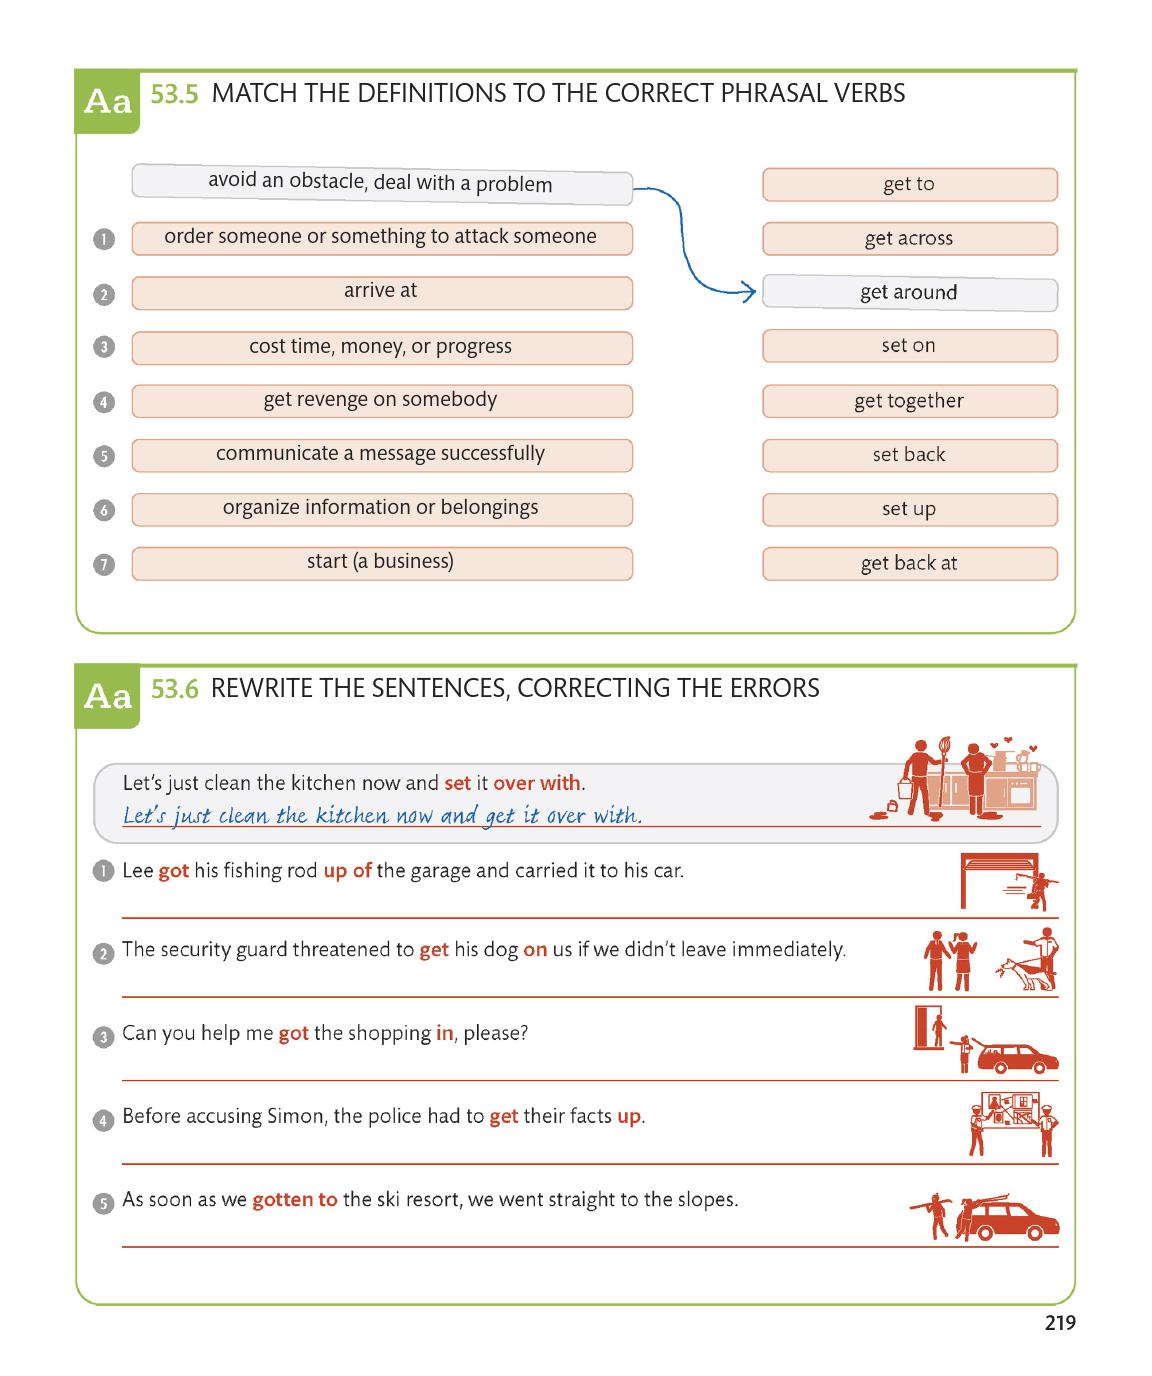 Aa 53.5 MATCH THE DEFINITIONS TO THE CORRECT PHRASAL VERBS
avoid an obstacle, deal with a problem
get to
1 order someone or something to attack someone
get across
2 arrive at
get around
3 cost time, money, or progress
set on
4 get revenge on somebody
get together
5 communicate a message successfully
set back
6 organize information or belongings
set up
7 start (a business)
get back at
Aa 53.6 REWRITE THE SENTENCES, CORRECTING THE ERRORS
Let's just clean the kitchen now and set it over with.
Let's just clean the kitchen now and get it over with.
1 Lee got his fishing rod up of the garage and carried it to his car.
2 The security guard threatened to get his dog on us if we didn't leave immediately.
3 Can you help me got the shopping in, please?
4 Before accusing Simon, the police had to get their facts up.
5 As soon as we gotten to the ski resort, we went straight to the slopes.
219